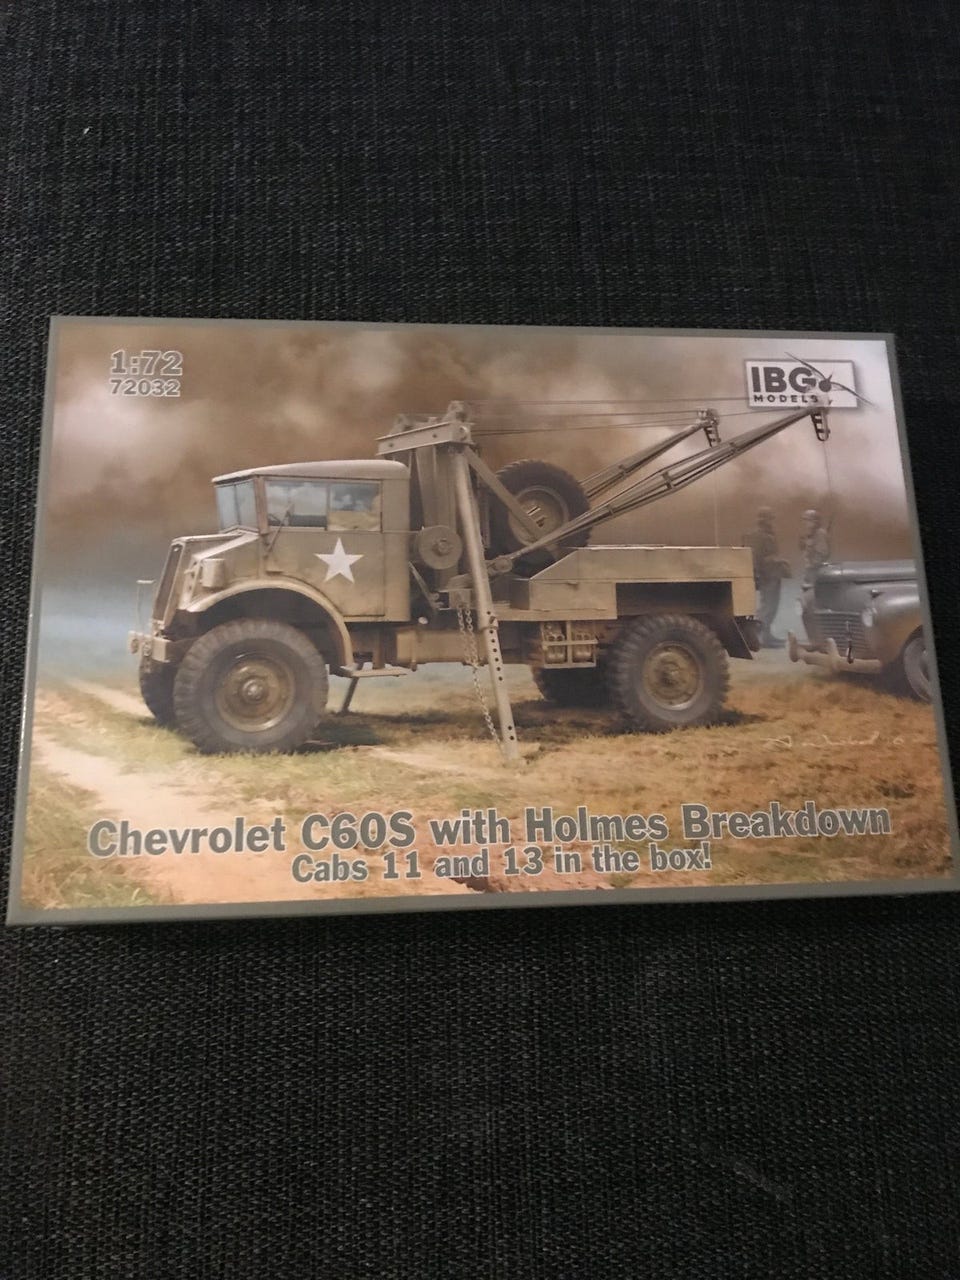 1:72
72032
IBG
MODELS
Chevrolet C60S with Holmes Breakdown
Cabs 11 and 13 in the box!